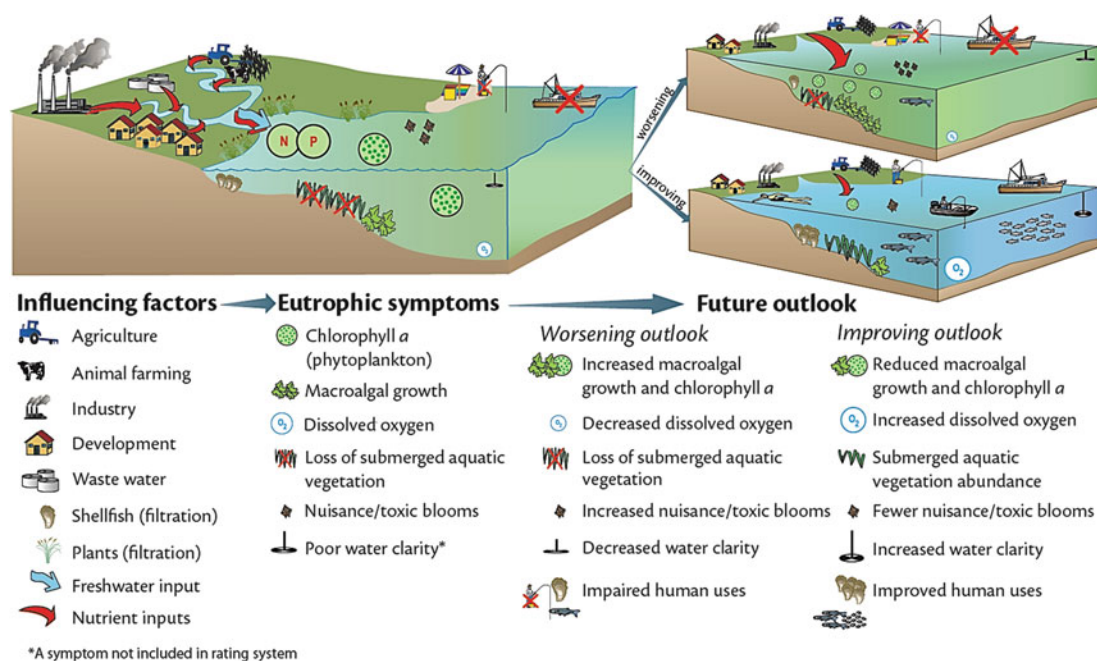 N P
O₂
worsening
improving
O₂
O₂
Influencing factors
Agriculture
Animal farming
Industry
Development
Waste water
Shellfish (filtration)
Plants (filtration)
Freshwater input
Nutrient inputs
*A symptom not included in rating system
Eutrophic symptoms
Chlorophyll a
(phytoplankton)
Macroalgal growth
O₂ Dissolved oxygen
Loss of submerged aquatic
vegetation
Nuisance/toxic blooms
Poor water clarity*
Future outlook
Worsening outlook
Increased macroalgal
growth and chlorophyll a
O₂ Decreased dissolved oxygen
Loss of submerged aquatic
vegetation
Increased nuisance/toxic blooms
Decreased water clarity
Impaired human uses
Improving outlook
Reduced macroalgal
growth and chlorophyll a
O₂ Increased dissolved oxygen
Submerged aquatic
vegetation abundance
Fewer nuisance/toxic blooms
Increased water clarity
Improved human uses